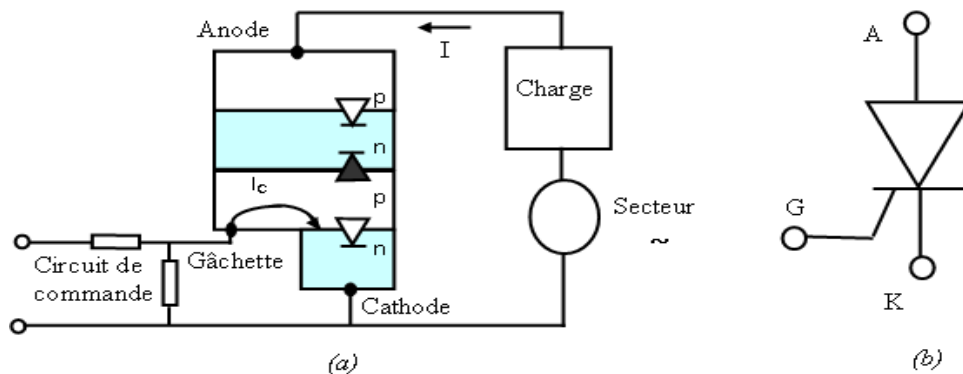 Anode
I
Charge
p
n
p
n
Ic
Secteur
~
Gâchette
Circuit de
commande
Cathode
(a)
A
G
K
(b)